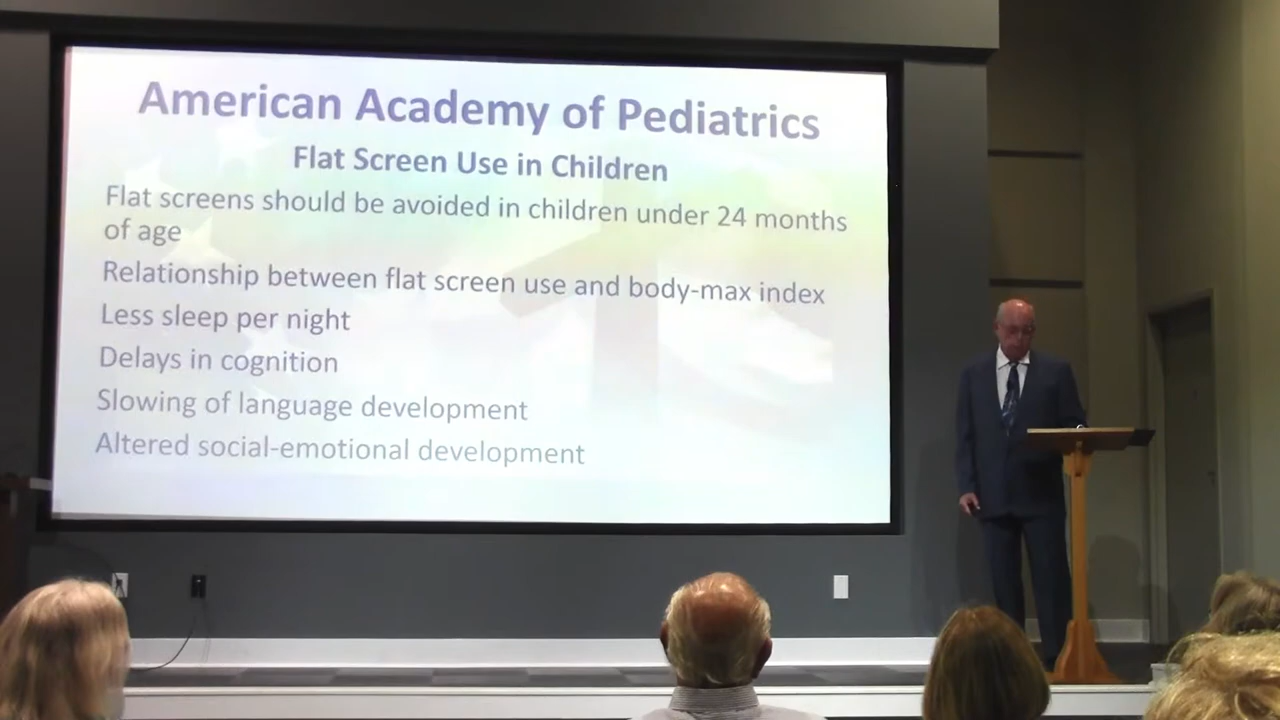 American Academy of Pediatrics
Flat Screen Use in Children
Flat screens should be avoided in children under 24 months
of age
Relationship between flat screen use and body-max index
Less sleep per night
Delays in cognition
Slowing of language development
Altered social-emotional development